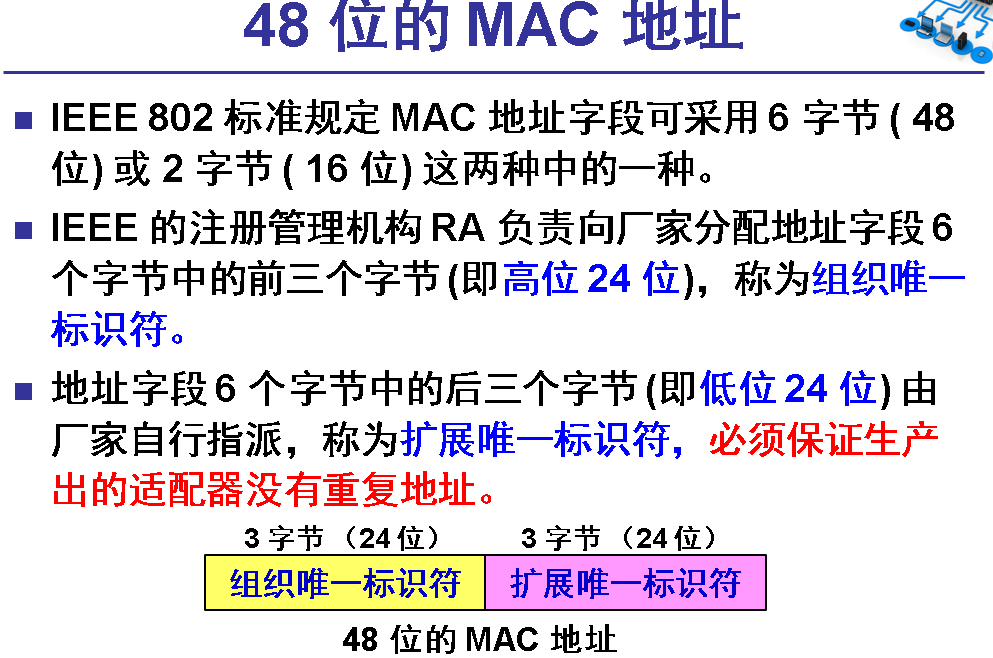 48 位的 MAC 地址
IEEE 802 标准规定 MAC 地址字段可采用 6 字节 ( 48
位) 或 2 字节 ( 16 位) 这两种中的一种。
IEEE 的注册管理机构 RA 负责向厂家分配地址字段 6
个字节中的前三个字节 (即高位 24 位)，称为组织唯一
标识符。
地址字段 6 个字节中的后三个字节 (即低位 24 位) 由
厂家自行指派，称为扩展唯一标识符，必须保证生产
出的适配器没有重复地址。
3 字节 （24 位） 3 字节 （24 位）
组织唯一标识符 扩展唯一标识符
48 位的 MAC 地址